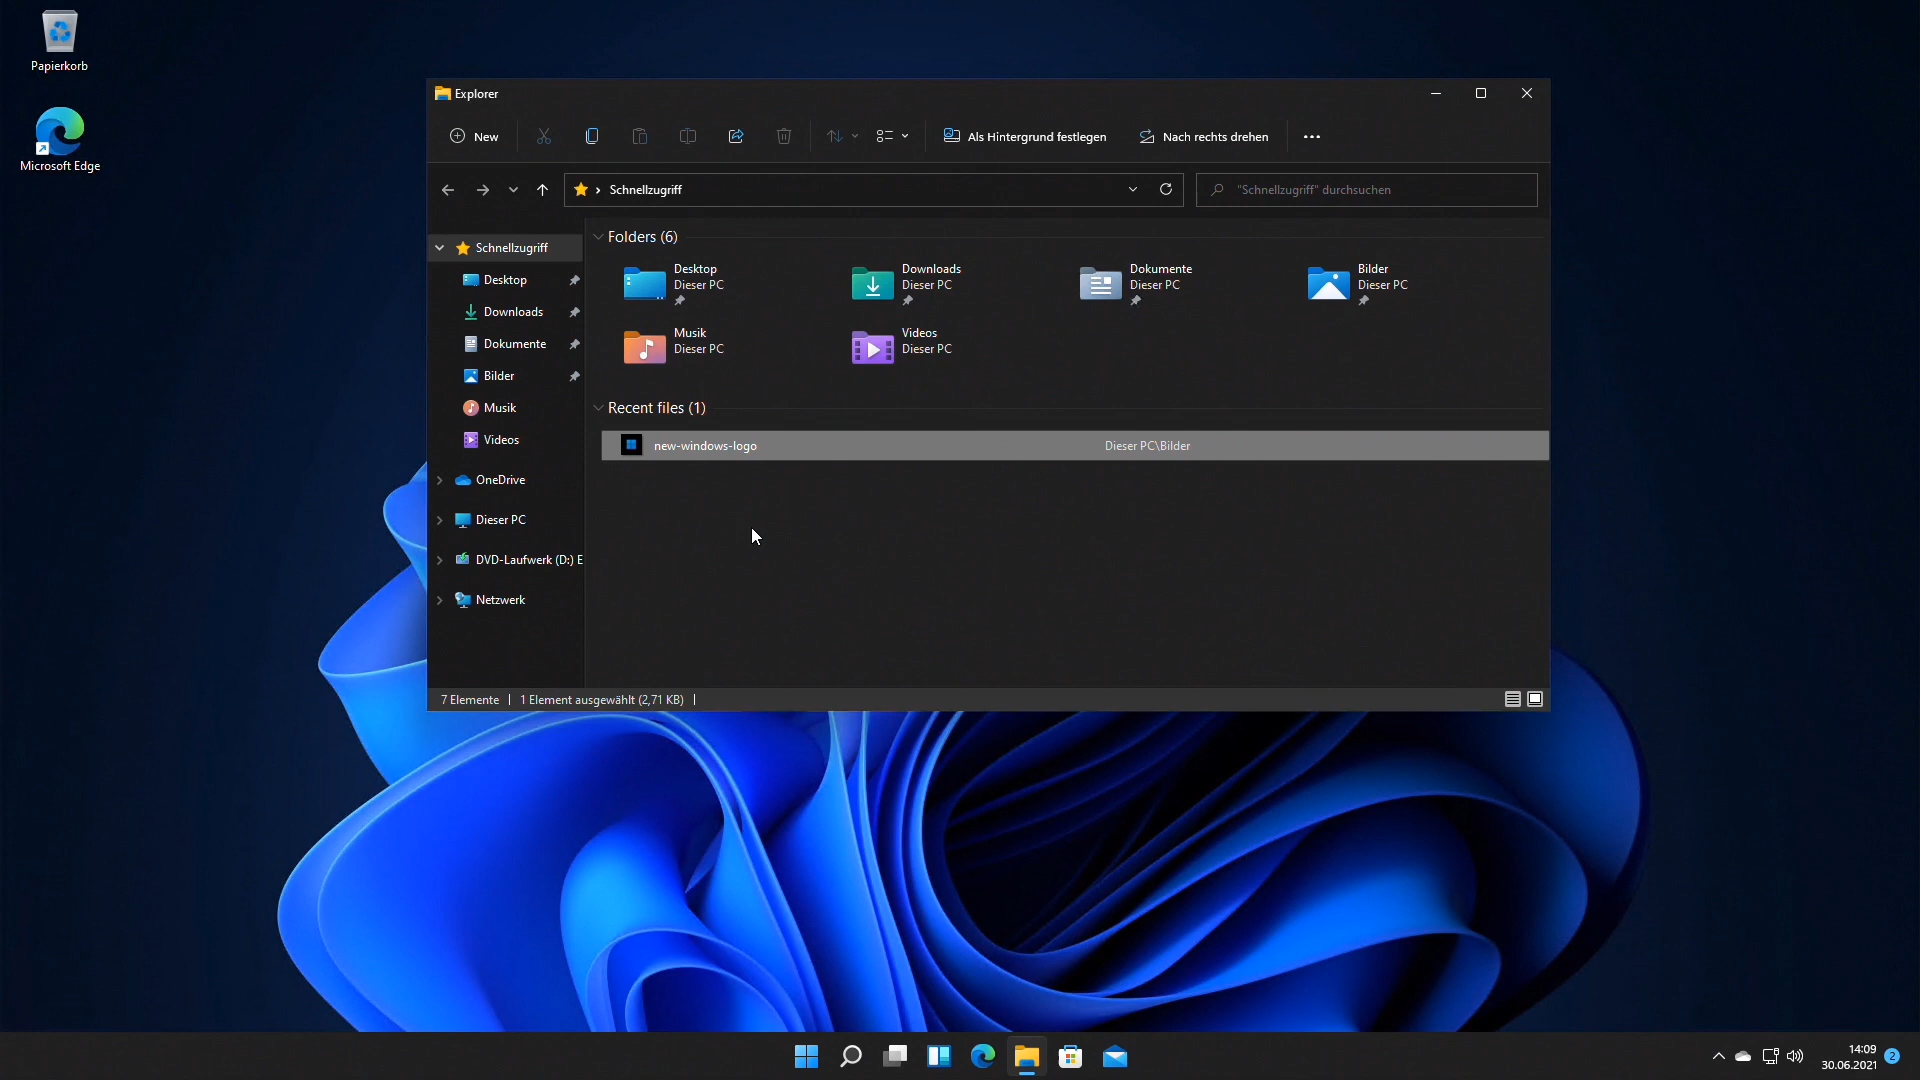 Papierkorb
Microsoft Edge
Explorer
New
Als Hintergrund festlegen
Nach rechts drehen
Schnellzugriff
"Schnellzugriff" durchsuchen
Schnellzugriff
Desktop
Downloads
Dokumente
Bilder
Musik
Videos
OneDrive
Dieser PC
DVD-Laufwerk (D:) E
Netzwerk
Folders (6)
Desktop
Dieser PC
Downloads
Dieser PC
Dokumente
Dieser PC
Bilder
Dieser PC
Musik
Dieser PC
Videos
Dieser PC
Recent files (1)
new-windows-logo Dieser PC\Bilder
7 Elemente | 1 Element ausgewählt (2,71 KB) |
14:09
30.06.2021
2